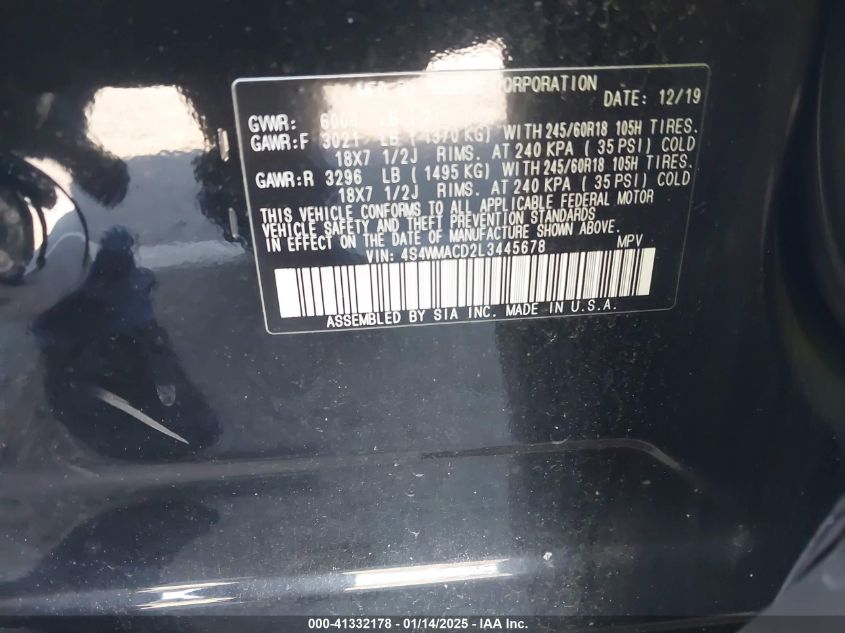 CORPORATION
DATE: 12/19
GVWR: LB
GAWR:F 3021 LB ( 1370 KG) WITH 245/60R18 105H TIRES.
18X7 1/2J RIMS. AT 240 KPA ( 35 PSI) COLD
GAWR:R 3296 LB ( 1495 KG) WITH 245/60R18 105H TIRES.
18X7 1/2J RIMS. AT 240 KPA ( 35 PSI) COLD
THIS VEHICLE CONFORMS TO ALL APPLICABLE FEDERAL MOTOR
VEHICLE SAFETY AND THEFT PREVENTION STANDARDS
IN EFFECT ON THE DATE OF MANUFACTURE SHOWN ABOVE.
VIN: 4S4WMACD2L3445678 MPV
ASSEMBLED BY SIA INC. MADE IN U.S.A.
000-41332178 - 01/14/2025 - IAA Inc.